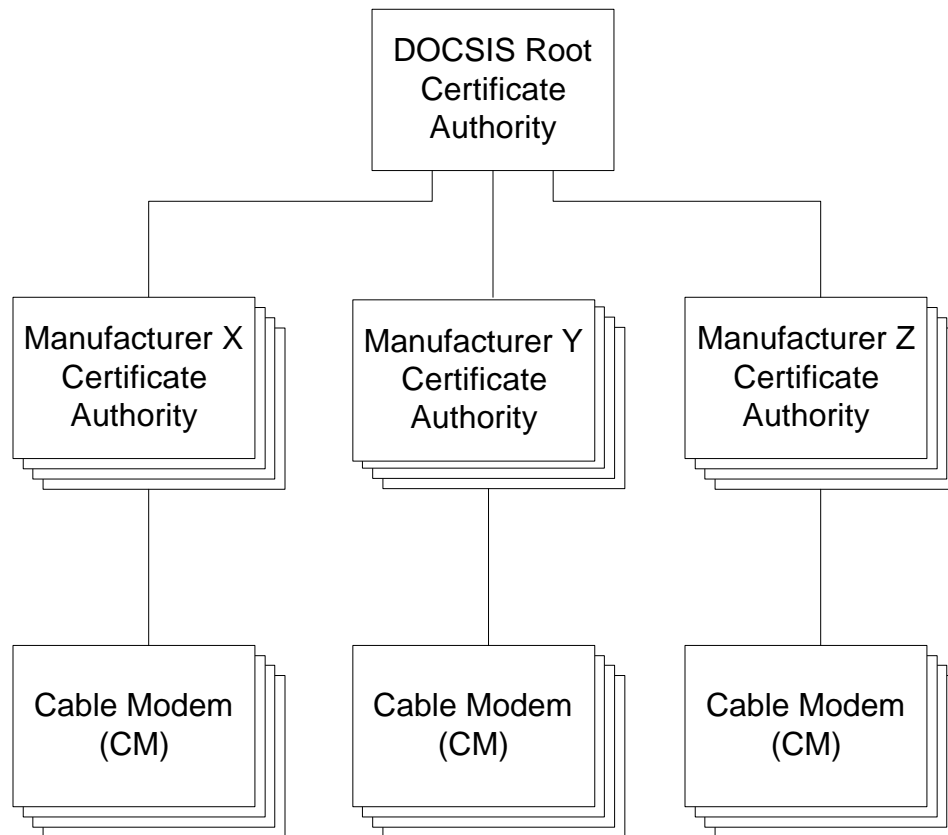 DOCSIS Root
Certificate
Authority
Manufacturer X
Certificate
Authority
Manufacturer Y
Certificate
Authority
Manufacturer Z
Certificate
Authority
Cable Modem
(CM)
Cable Modem
(CM)
Cable Modem
(CM)